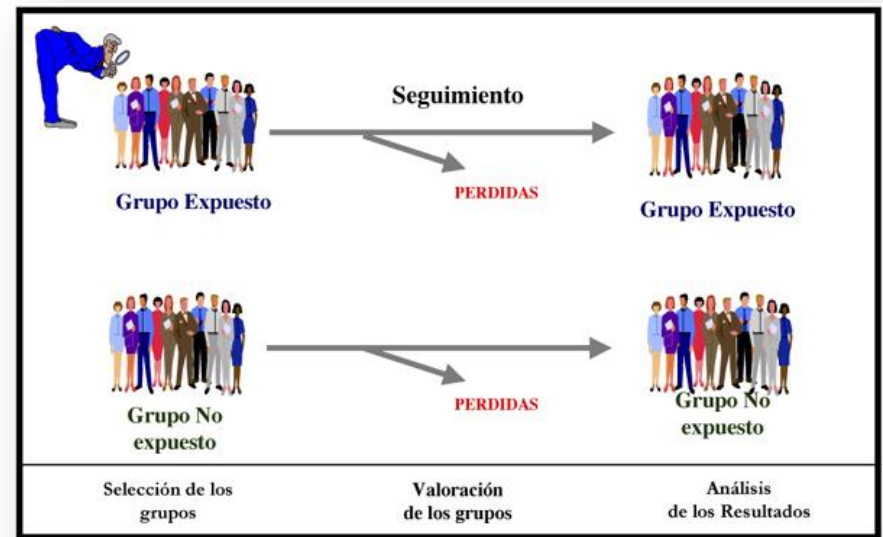 Seguimiento
PERDIDAS
Grupo Expuesto
Grupo Expuesto
PERDIDAS
Grupo No
expuesto
Grupo No
expuesto
Selección de los
grupos
Valoración
de los grupos
Análisis
de los Resultados